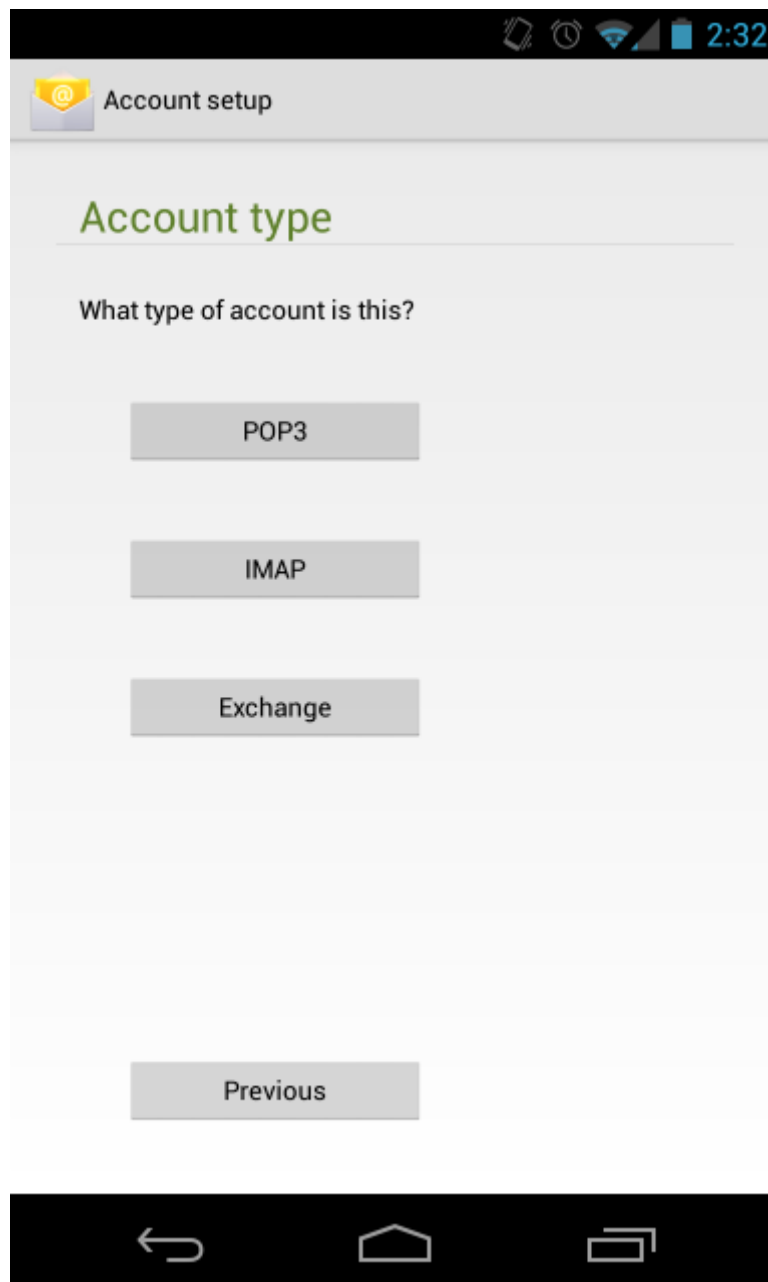 2:32
Account setup
Account type
What type of account is this?
POP3
IMAP
Exchange
Previous